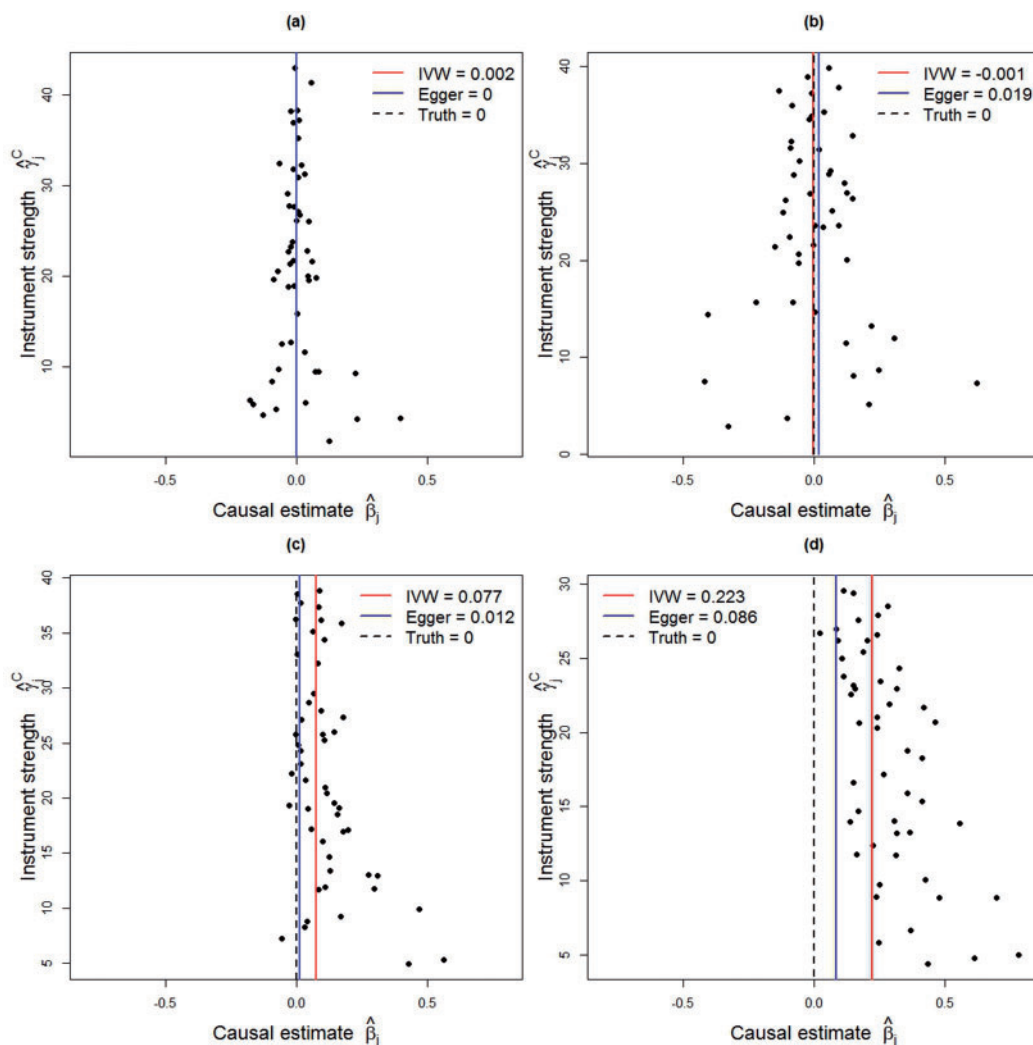 (a)
IVW = 0.002
Egger = 0
Truth = 0
Instrument strength γ̂ⱼᶜ
10 20 30 40
-0.5 0.0 0.5
Causal estimate β̂ⱼ
(b)
IVW = -0.001
Egger = 0.019
Truth = 0
Instrument strength γ̂ⱼᶜ
0 10 20 30 40
-0.5 0.0 0.5
Causal estimate β̂ⱼ
(c)
IVW = 0.077
Egger = 0.012
Truth = 0
Instrument strength γ̂ⱼᶜ
5 10 15 20 25 30 35 40
-0.5 0.0 0.5
Causal estimate β̂ⱼ
(d)
IVW = 0.223
Egger = 0.086
Truth = 0
Instrument strength γ̂ⱼᶜ
5 10 15 20 25 30
-0.5 0.0 0.5
Causal estimate β̂ⱼ